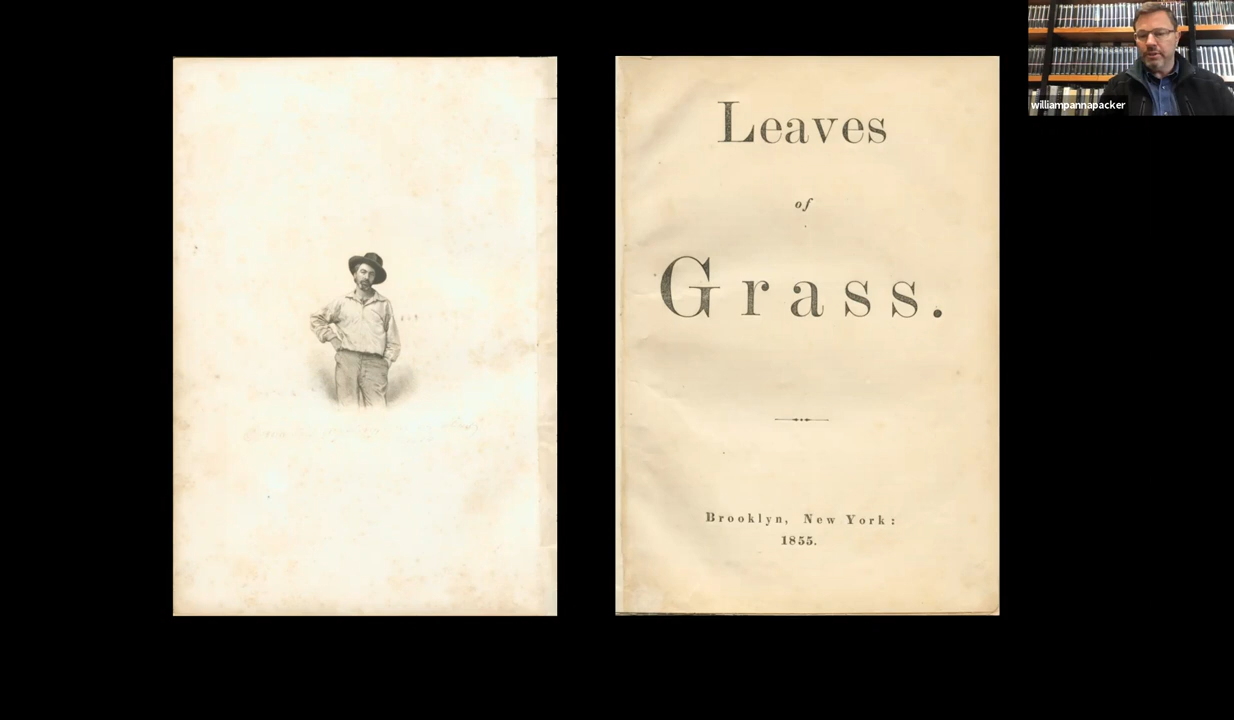 Leaves
of
Grass.
Brooklyn, New York:
1855.
williampannapacker